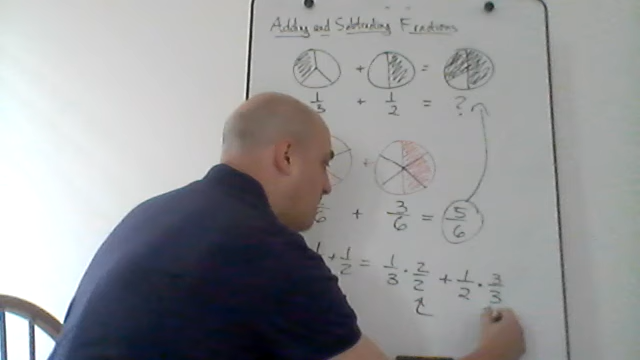 Adding and Subtracting Fractions
+ =
1/3 + 1/2 = ?
+
/6 + 3/6 = 5/6
+ 1/2 = 1/3 · 2/2 + 1/2 · 3/3